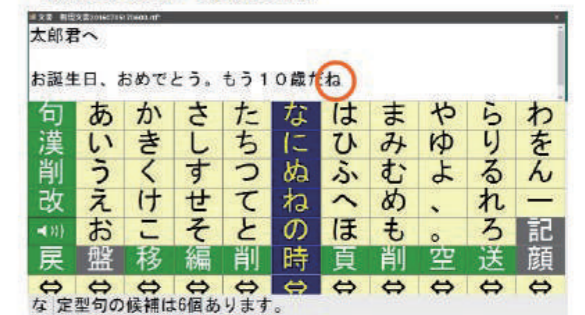 太郎君へ
お誕生日、おめでとう。もう１０歳だね
句 あ か さ た な は ま や ら わ
漢 い き し ち に ひ み ゆ り を
削 う く す つ ぬ ふ む よ る ん
改 え け せ て ね へ め 、 れ ー
お こ そ と の ほ も 。 ろ 記
戻 盤 移 編 削 時 頁 削 空 送 顔
⇔ ⇔ ⇔ ⇔ ⇔ ⇔ ⇔ ⇔ ⇔ ⇔ ⇔
な 定型句の候補は6個あります。